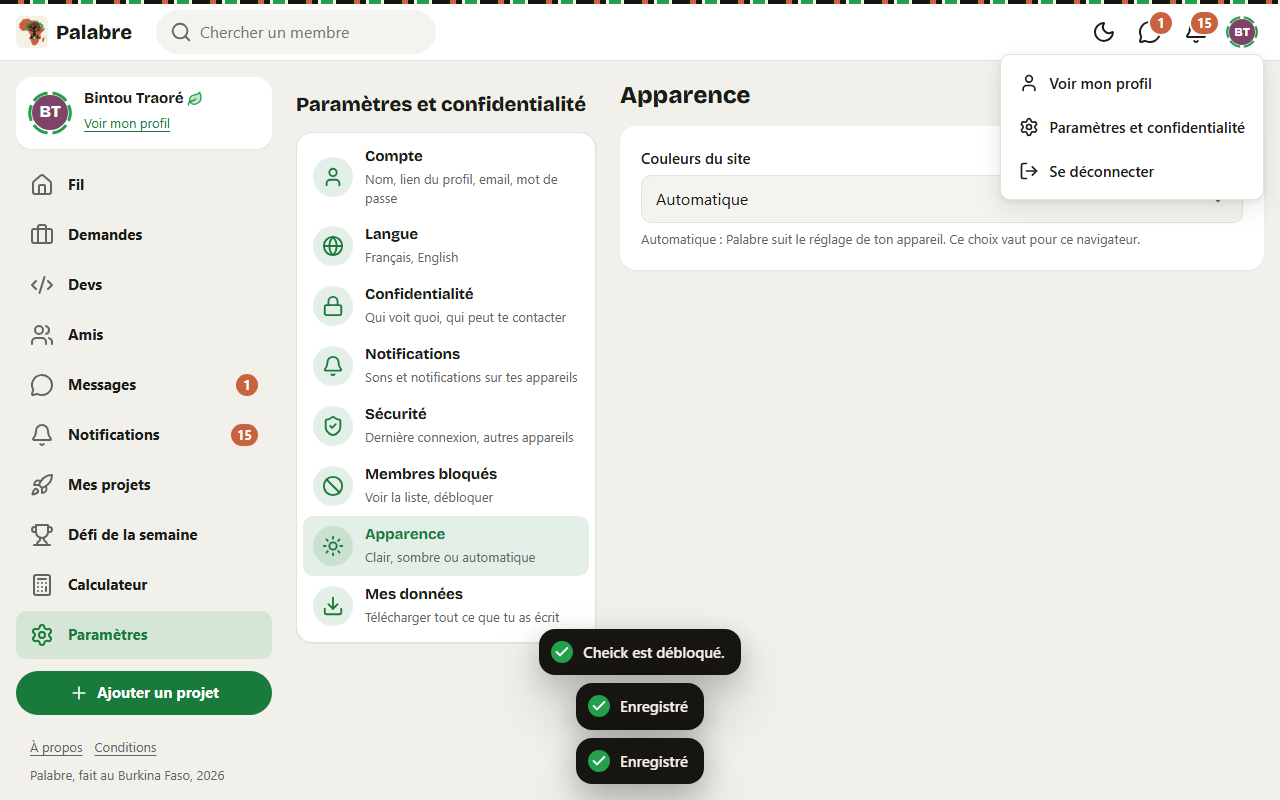 Palabre
Chercher un membre
1
15
BT
Voir mon profil
Paramètres et confidentialité
Se déconnecter
BT
Bintou Traoré
Voir mon profil
Fil
Demandes
Devs
Amis
Messages
1
Notifications
15
Mes projets
Défi de la semaine
Calculateur
Paramètres
Ajouter un projet
À propos
Conditions
Palabre, fait au Burkina Faso, 2026
Paramètres et confidentialité
Compte
Nom, lien du profil, email, mot de
passe
Langue
Français, English
Confidentialité
Qui voit quoi, qui peut te contacter
Notifications
Sons et notifications sur tes appareils
Sécurité
Dernière connexion, autres appareils
Membres bloqués
Voir la liste, débloquer
Apparence
Clair, sombre ou automatique
Mes données
Télécharger tout ce que tu as écrit
Apparence
Couleurs du site
Automatique
Automatique : Palabre suit le réglage de ton appareil. Ce choix vaut pour ce navigateur.
Cheick est débloqué.
Enregistré
Enregistré